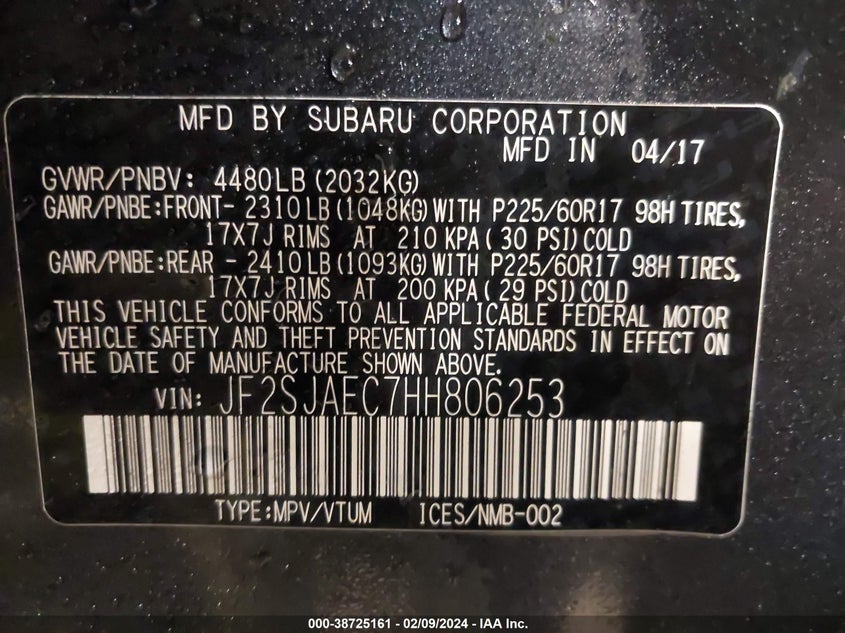 MFD BY SUBARU CORPORATION
MFD IN 04/17
GVWR/PNBV: 4480LB(2032KG)
GAWR/PNBE:FRONT- 2310LB(1048KG)WITH P225/60R17 98H TIRES,
17X7J RIMS AT 210 KPA( 30 PSI)COLD
GAWR/PNBE:REAR - 2410LB(1093KG)WITH P225/60R17 98H TIRES,
17X7J RIMS AT 200 KPA( 29 PSI)COLD
THIS VEHICLE CONFORMS TO ALL APPLICABLE FEDERAL MOTOR
VEHICLE SAFETY AND THEFT PREVENTION STANDARDS IN EFFECT ON
THE DATE OF MANUFACTURE SHOWN ABOVE.
VIN: JF2SJAEC7HH806253
TYPE:MPV/VTUM ICES/NMB-002
000-38725161 - 02/09/2024 - IAA Inc.